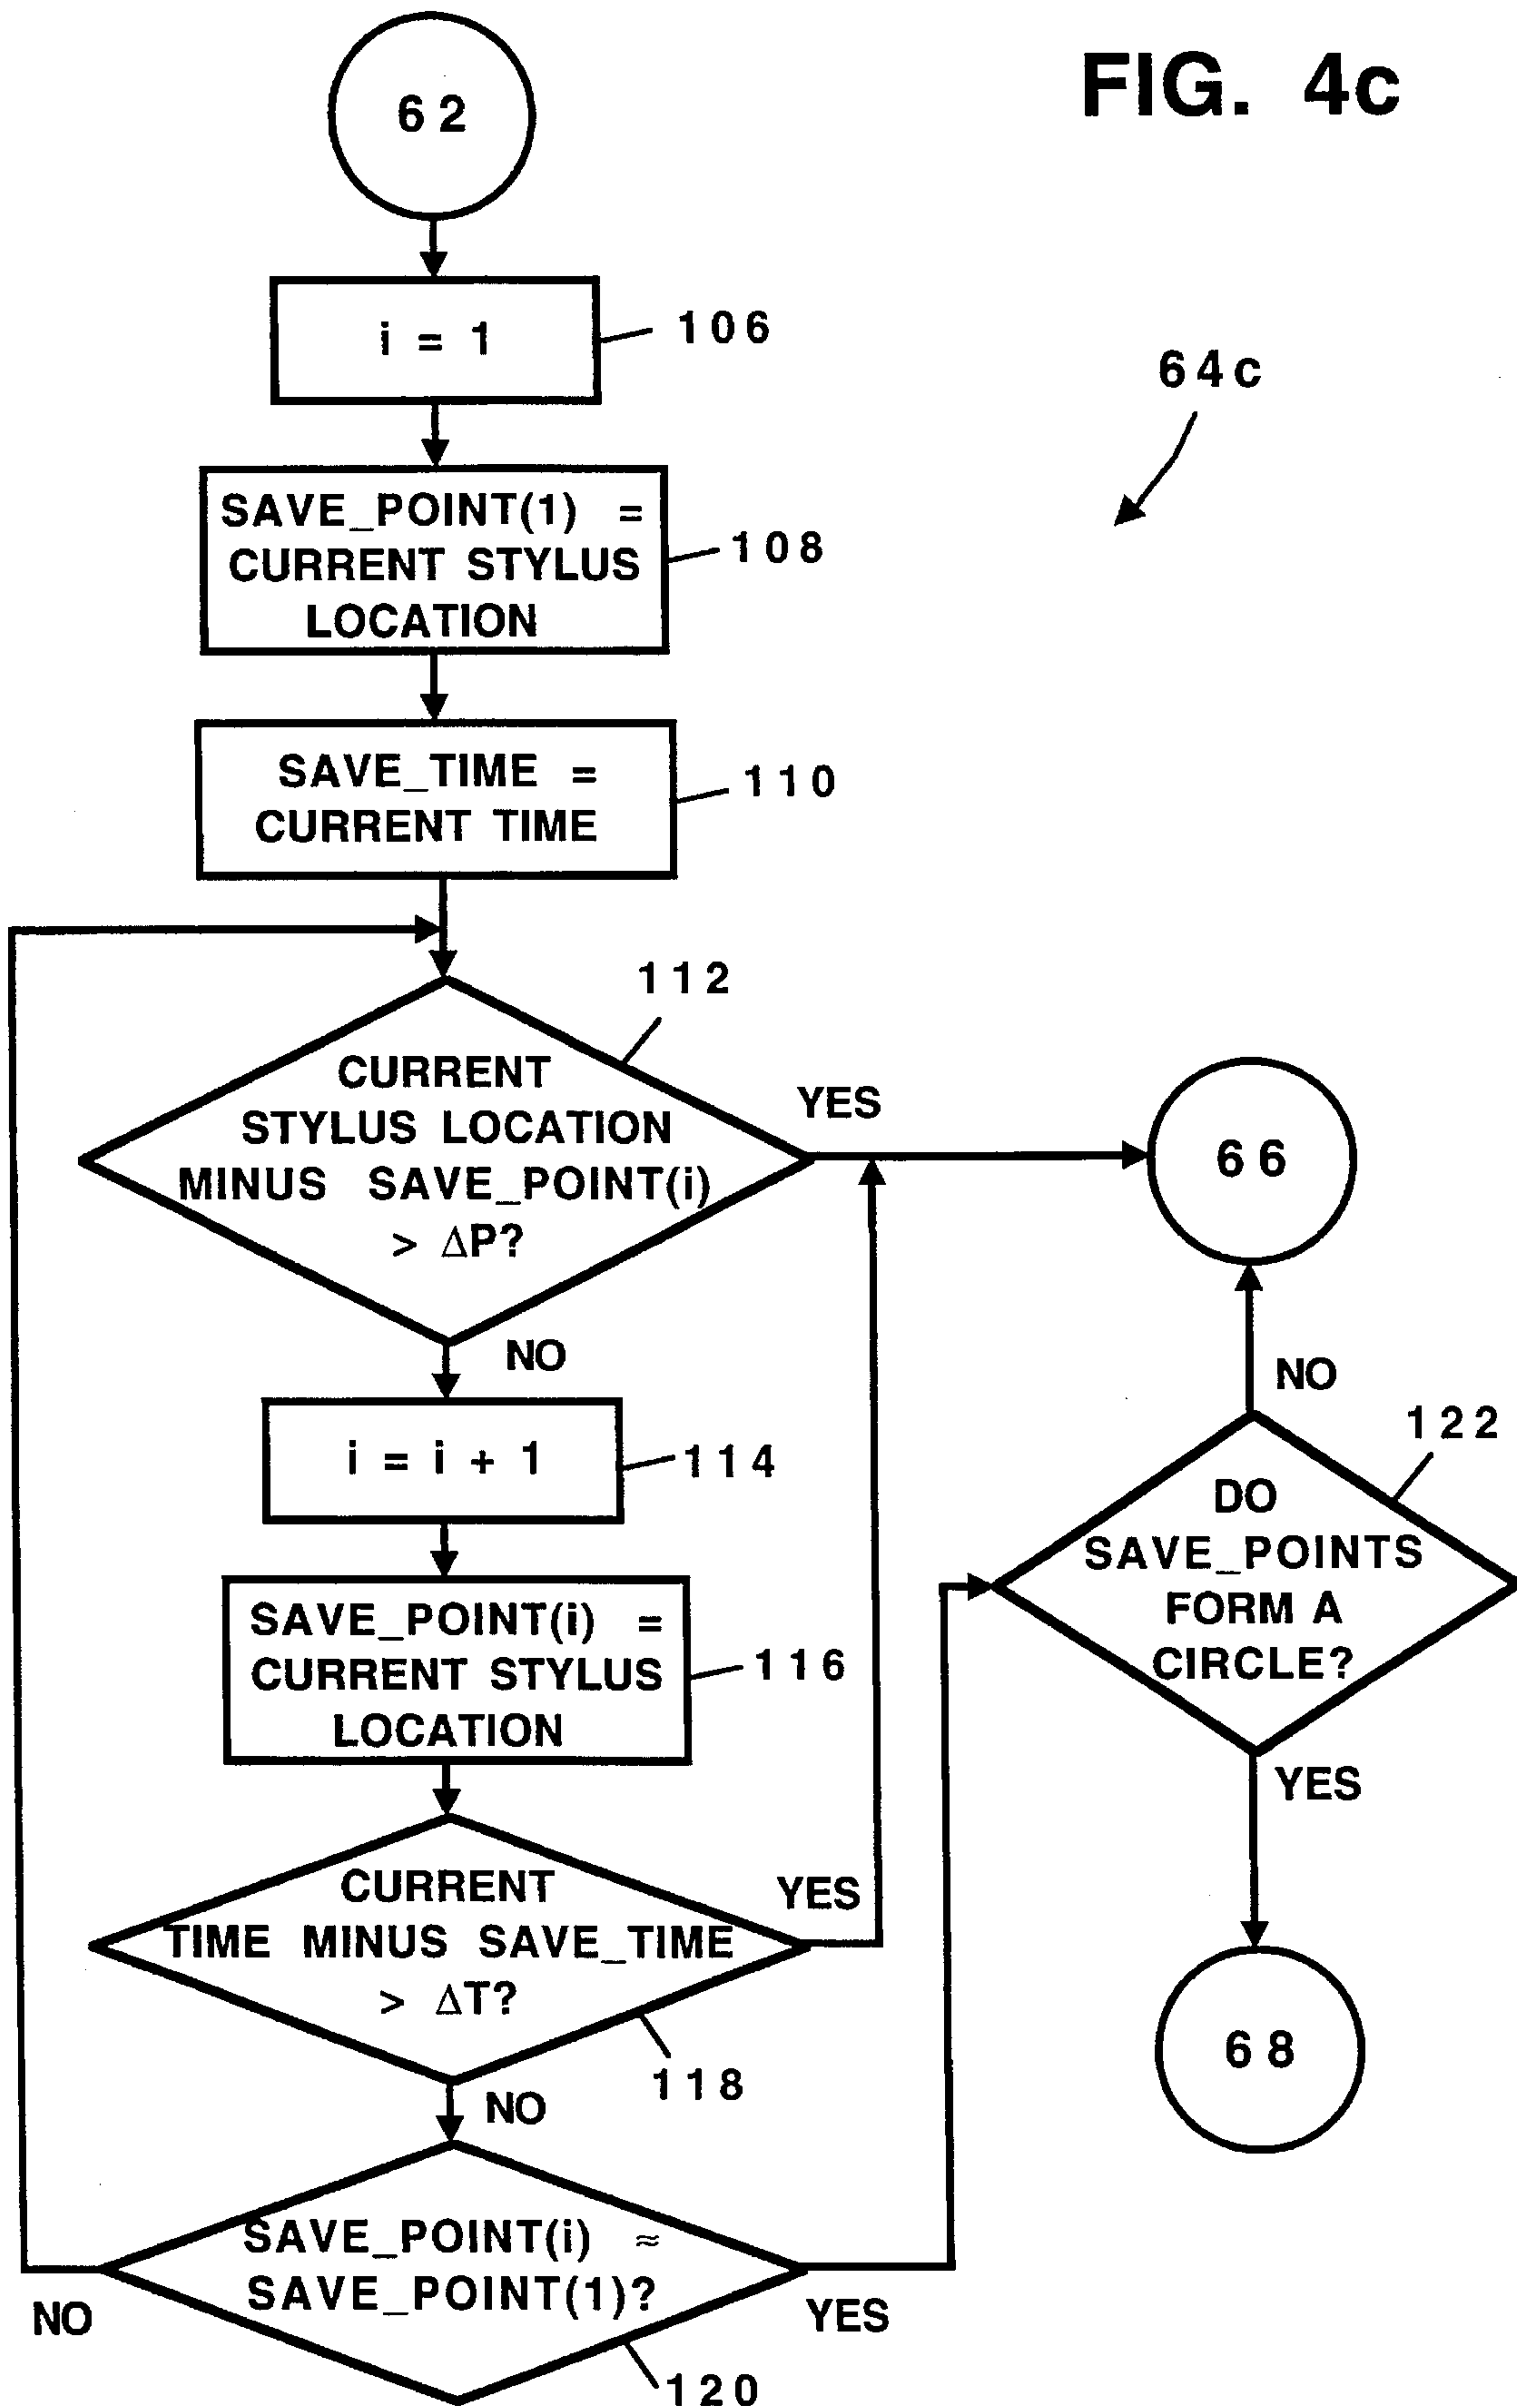 FIG. 4c
62
i = 1
106
64c
SAVE_POINT(1) =
CURRENT STYLUS
LOCATION
108
SAVE_TIME =
CURRENT TIME
110
112
CURRENT
STYLUS LOCATION
MINUS SAVE_POINT(i)
> ΔP?
YES
66
NO
i = i + 1
114
NO
122
DO
SAVE_POINTS
FORM A
CIRCLE?
YES
68
SAVE_POINT(i) =
CURRENT STYLUS
LOCATION
116
CURRENT
TIME MINUS SAVE_TIME
> ΔT?
YES
118
NO
SAVE_POINT(i) ≈
SAVE_POINT(1)?
NO
YES
120